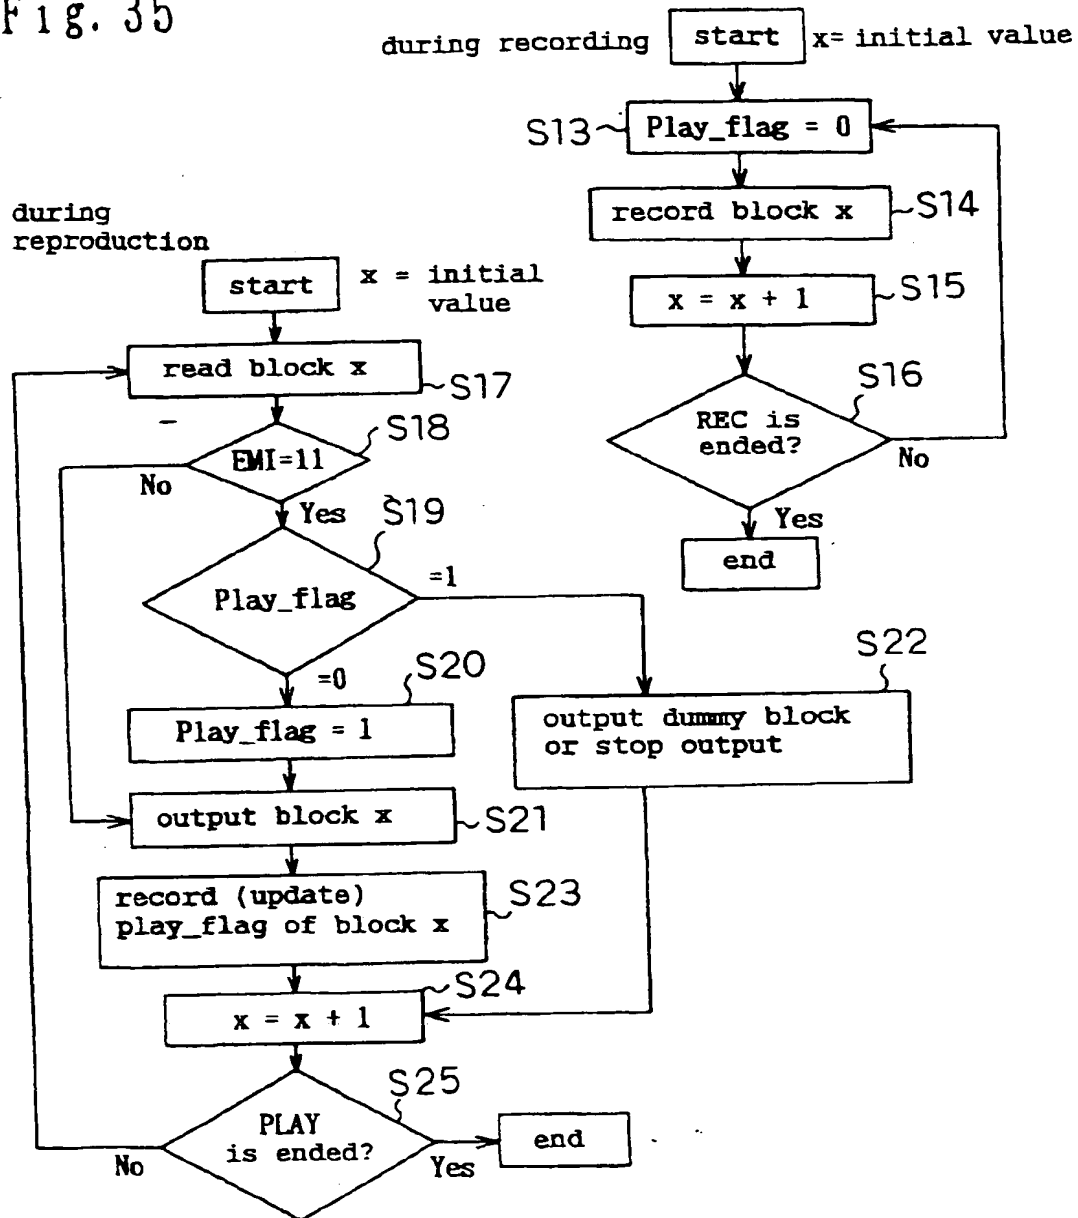 Fig. 35
during recording
start
x= initial value
S13
Play_flag = 0
record block x
S14
x = x + 1
S15
REC is
ended?
S16
No
Yes
end
during
reproduction
start
x = initial
value
read block x
S17
EMI=11
S18
No
Yes
S19
Play_flag
=1
=0
S20
Play_flag = 1
S22
output dummy block
or stop output
output block x
S21
record (update)
play_flag of block x
S23
S24
x = x + 1
S25
PLAY
is ended?
No
Yes
end